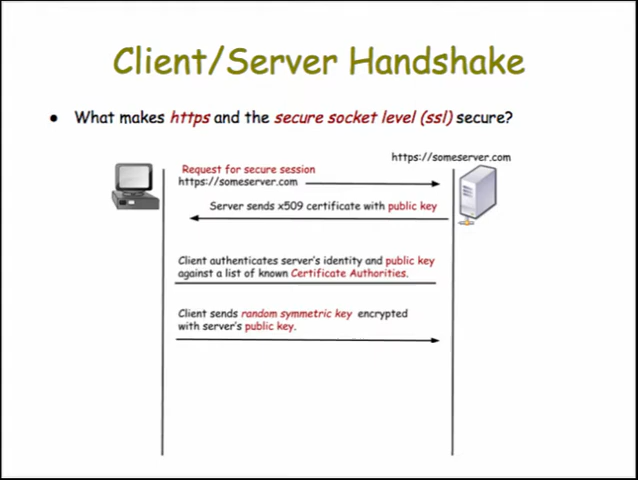 Client/Server Handshake
• What makes https and the secure socket level (ssl) secure?
https://someserver.com
Request for secure session
https://someserver.com
Server sends x509 certificate with public key
Client authenticates server's identity and public key
against a list of known Certificate Authorities.
Client sends random symmetric key encrypted
with server's public key.